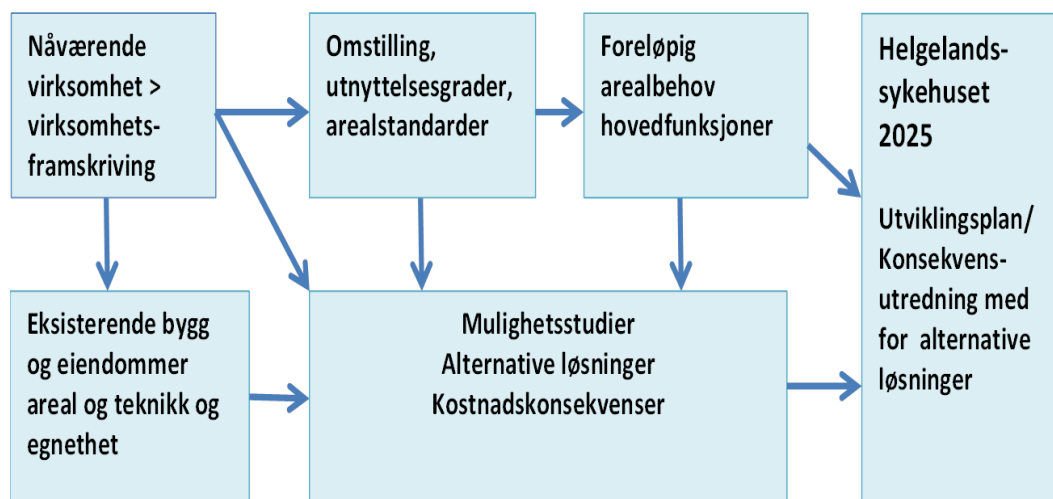 Nåværende
virksomhet >
virksomhets-
framskriving
Omstilling,
utnyttelsesgrader,
arealstandarder
Foreløpig
arealbehov
hovedfunksjoner
Helgelands-
sykehuset
2025
Utviklingsplan/
Konsekvens-
utredning med
for alternative
løsninger
Eksisterende bygg
og eiendommer
areal og teknikk og
egnethet
Mulighetsstudier
Alternative løsninger
Kostnadskonsekvenser